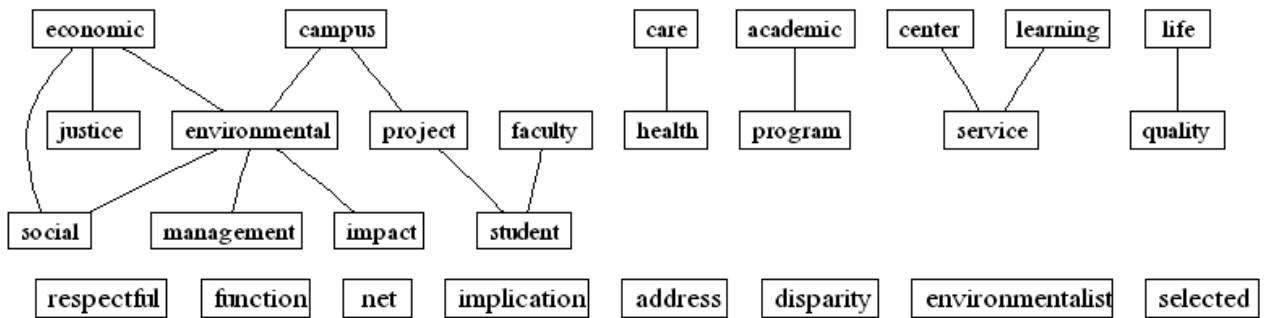 economic campus care academic center learning life
justice environmental project faculty health program service quality
social management impact student
respectful function net implication address disparity environmentalist selected